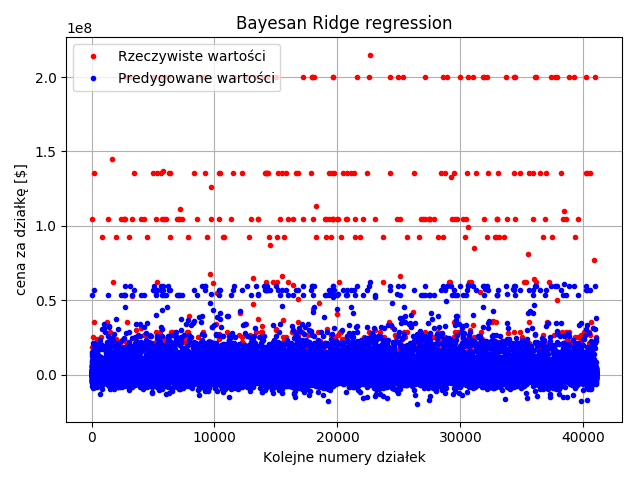 Bayesan Ridge regression
1e8
Rzeczywiste wartości
Predygowane wartości
2.0
1.5
1.0
0.5
0.0
cena za działkę [$]
0 10000 20000 30000 40000
Kolejne numery działek